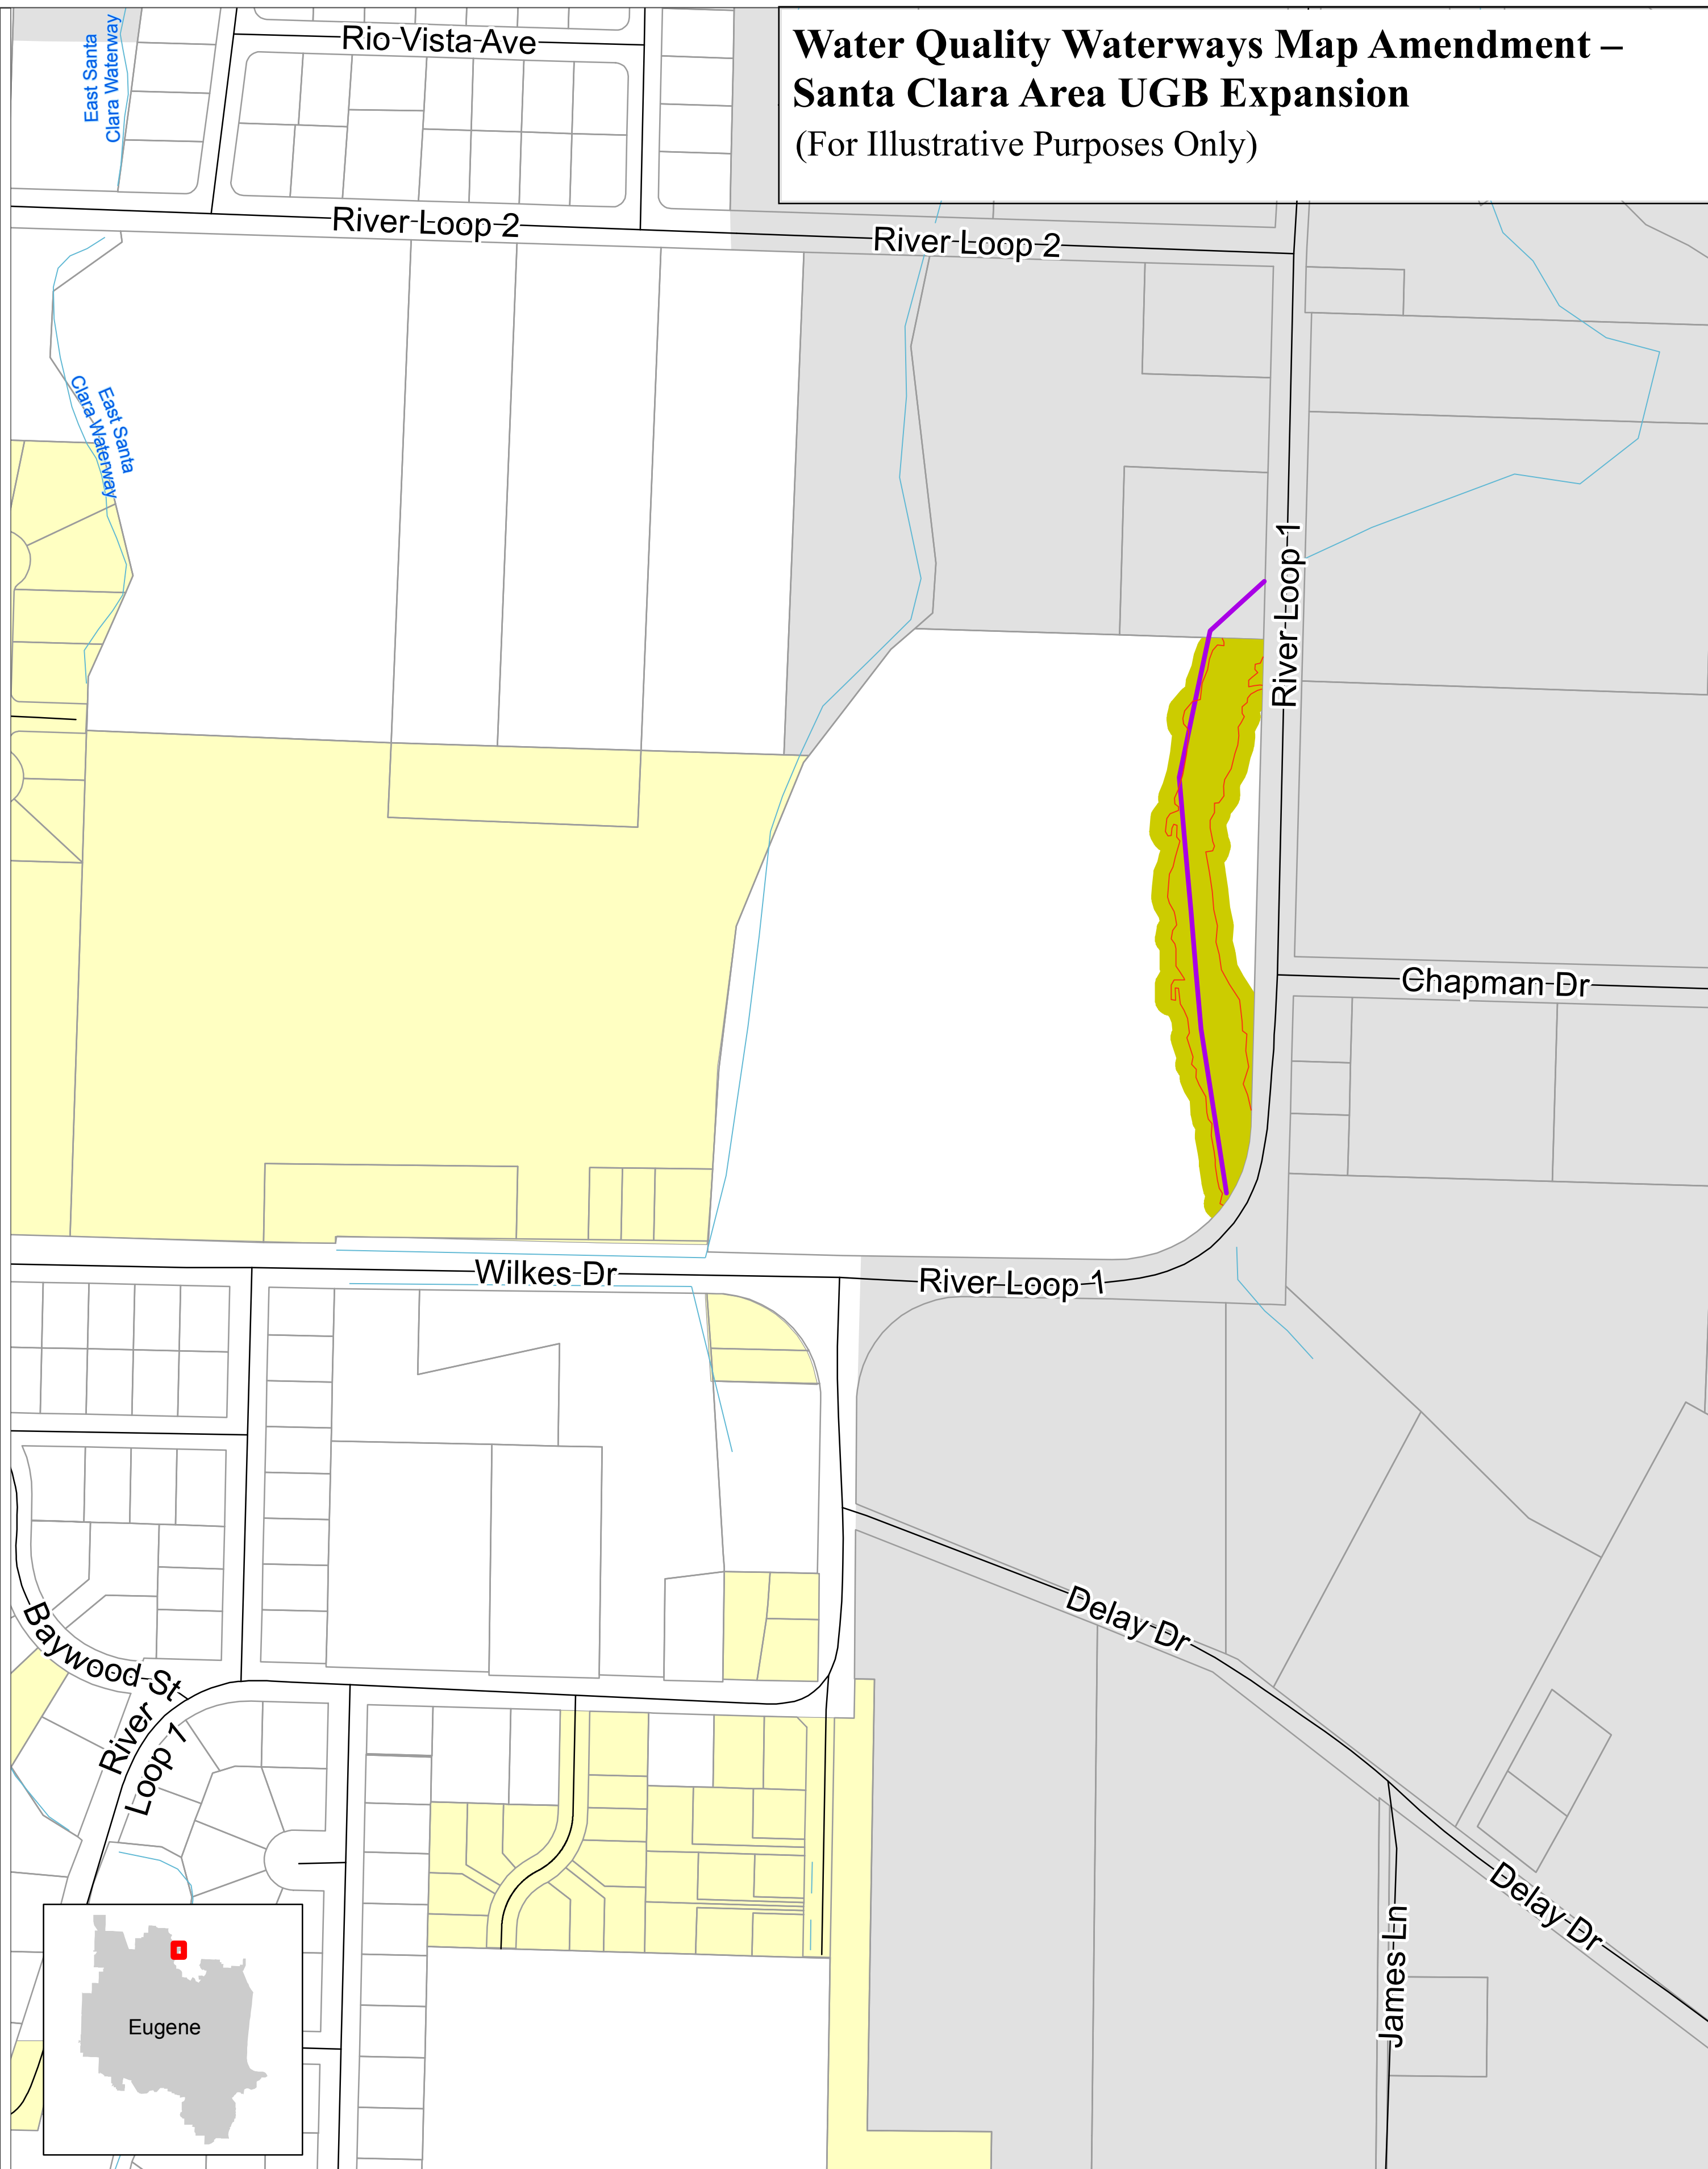 Water Quality Waterways Map Amendment –
Santa Clara Area UGB Expansion
(For Illustrative Purposes Only)
Rio Vista Ave
East Santa
Clara Waterway
River Loop 2
River Loop 2
East Santa
Clara Waterway
River Loop 1
Chapman Dr
Wilkes Dr
River Loop 1
Delay Dr
Baywood St
River
Loop 1
Delay Dr
James Ln
Eugene